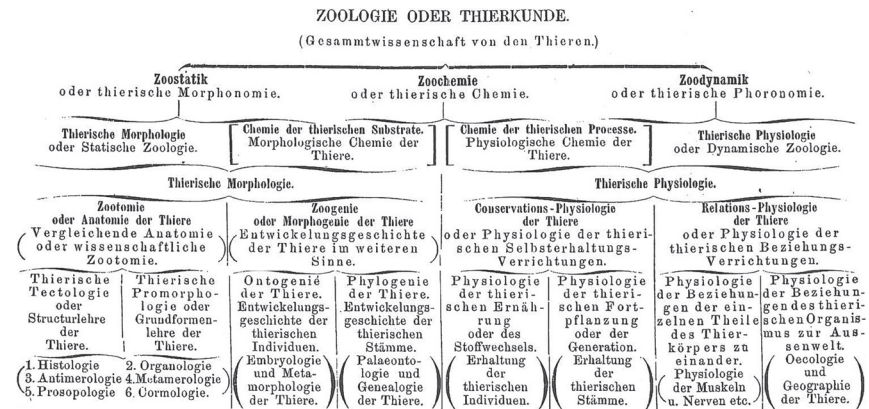 ZOOLOGIE ODER THIERKUNDE.
(Gesammtwissenschaft von den Thieren.)
Zoostatik
oder thierische Morphonomie.
Zoochemie
oder thierische Chemie.
Zoodynamik
oder thierische Phoronomie.
Thierische Morphologie
oder Statische Zoologie.
Chemie der thierischen Substrate.
Morphologische Chemie der
Thiere.
Chemie der thierischen Processe.
Physiologische Chemie der
Thiere.
Thierische Physiologie
oder Dynamische Zoologie.
Thierische Morphologie.
Thierische Physiologie.
Zootomie
oder Anatomie der Thiere
(Vergleichende Anatomie
oder wissenschaftliche
Zootomie.)
Zoogenie
oder Morphogenie der Thiere
(Entwickelungsgeschichte
der Thiere im weiteren
Sinne.)
Conservations-Physiologie
der Thiere
oder Physiologie der thieri-
schen Selbsterhaltungs-
Verrichtungen.
Relations-Physiologie
der Thiere
oder Physiologie der
thierischen Beziehungs-
Verrichtungen.
Thierische
Tectologie
oder
Structurlehre
der
Thiere.
Thierische
Promorpho-
logie oder
Grundformen-
lehre der
Thiere.
1. Histologie 2. Organologie
3. Antimerologie 4. Metamerologie
5. Prosopologie 6. Cormologie.
Ontogenie
der Thiere.
Entwickelungs-
geschichte der
thierischen
Individuen.
(Embryologie
und Meta-
morphologie
der Thiere.)
Phylogenie
der Thiere.
Entwickelungs-
geschichte der
thierischen
Stämme.
(Palaeonto-
logie und
Genealogie
der Thiere.)
Physiologie
der thieri-
schen Ernäh-
rung
oder des
Stoffwechsels.
(Erhaltung
der
thierischen
Individuen.)
Physiologie
der thieri-
schen Fort-
pflanzung
oder der
Generation.
(Erhaltung
der
thierischen
Stämme.)
Physiologie
der Beziehun-
gen der ein-
zelnen Theile
des Thier-
körpers zu
einander.
(Physiologie
der Muskeln
u. Nerven etc.)
Physiologie
der Beziehun-
gen des thieri-
schen Organis-
mus zur Aus-
senwelt.
(Oecologie
und
Geographie
der Thiere.)